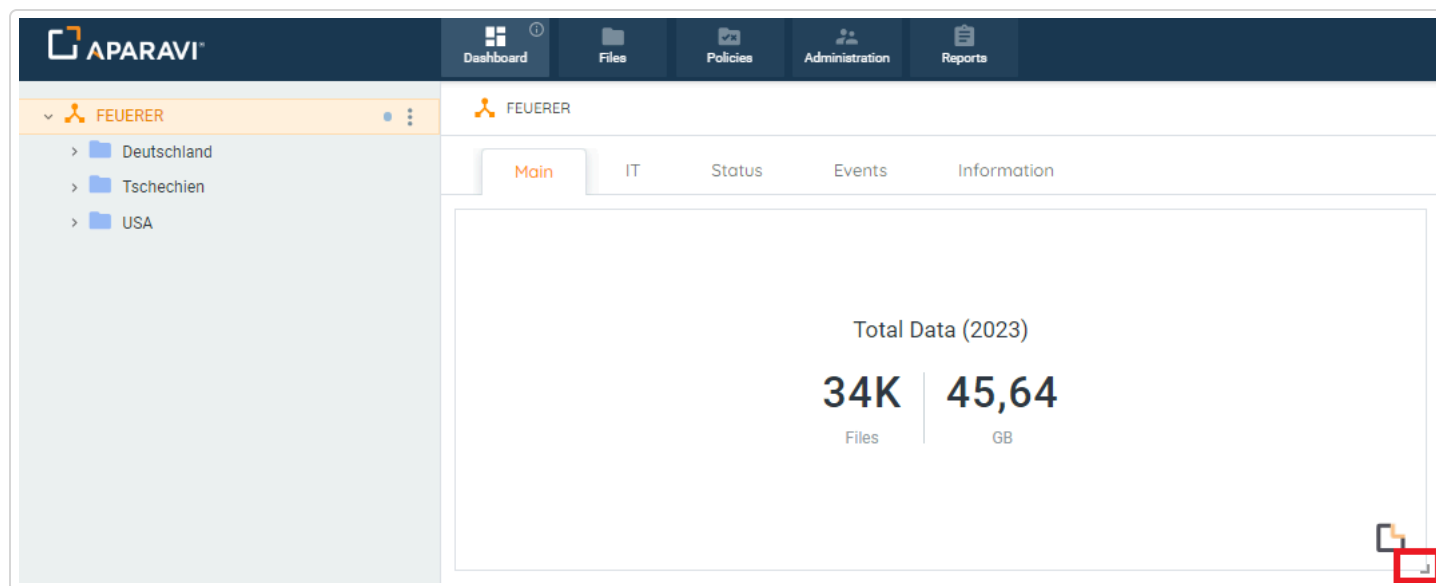 APARAVI
Dashboard
Files
Policies
Administration
Reports
FEUERER
Deutschland
Tschechien
USA
FEUERER
Main
IT
Status
Events
Information
Total Data (2023)
34K
45,64
Files
GB